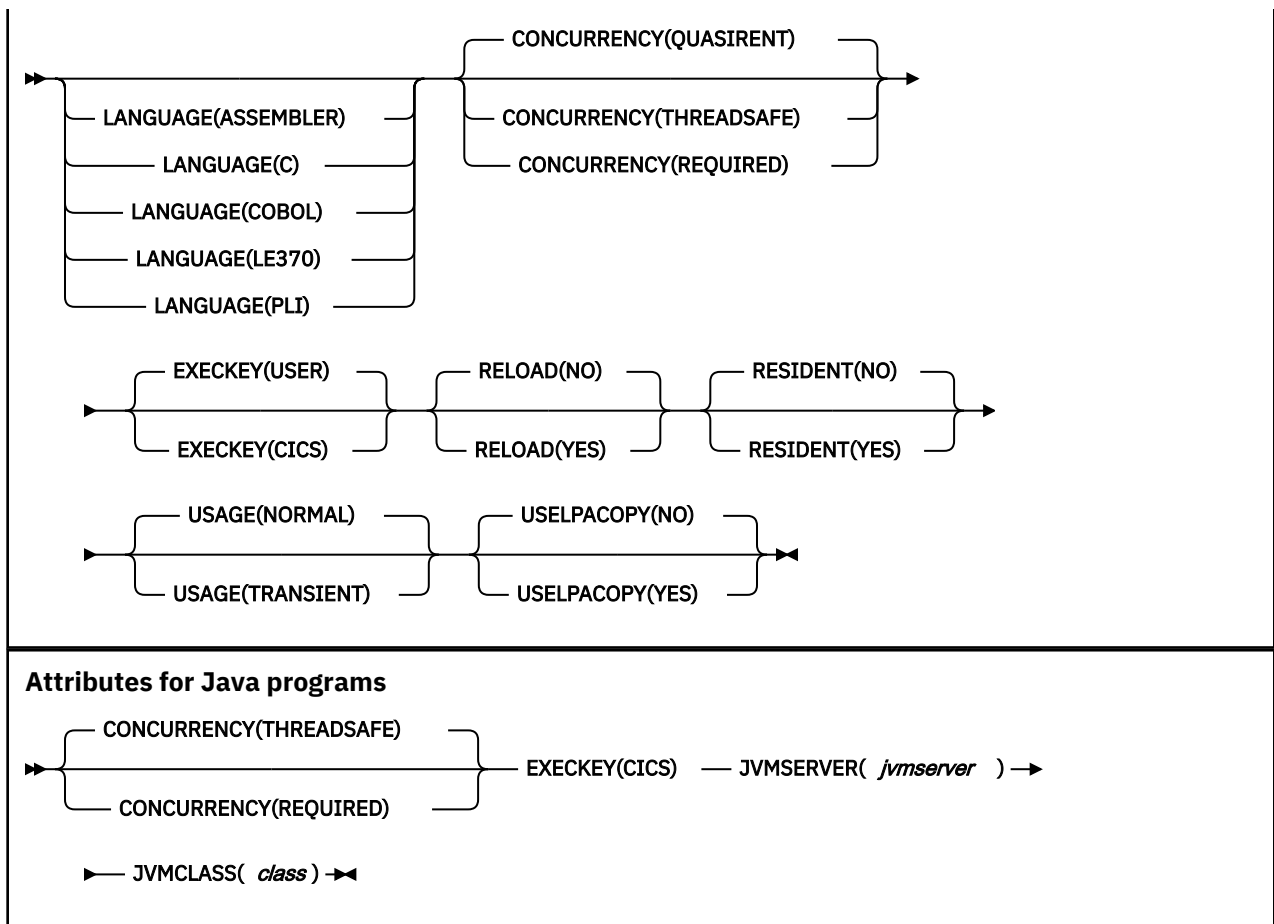 CONCURRENCY(QUASIRENT)
LANGUAGE(ASSEMBLER)
CONCURRENCY(THREADSAFE)
LANGUAGE(C)
CONCURRENCY(REQUIRED)
LANGUAGE(COBOL)
LANGUAGE(LE370)
LANGUAGE(PLI)
EXECKEY(USER)
RELOAD(NO)
RESIDENT(NO)
EXECKEY(CICS)
RELOAD(YES)
RESIDENT(YES)
USAGE(NORMAL)
USELPACOPY(NO)
USAGE(TRANSIENT)
USELPACOPY(YES)
Attributes for Java programs
CONCURRENCY(THREADSAFE)
EXECKEY(CICS)
JVMSERVER( jvmserver )
CONCURRENCY(REQUIRED)
JVMCLASS( class )